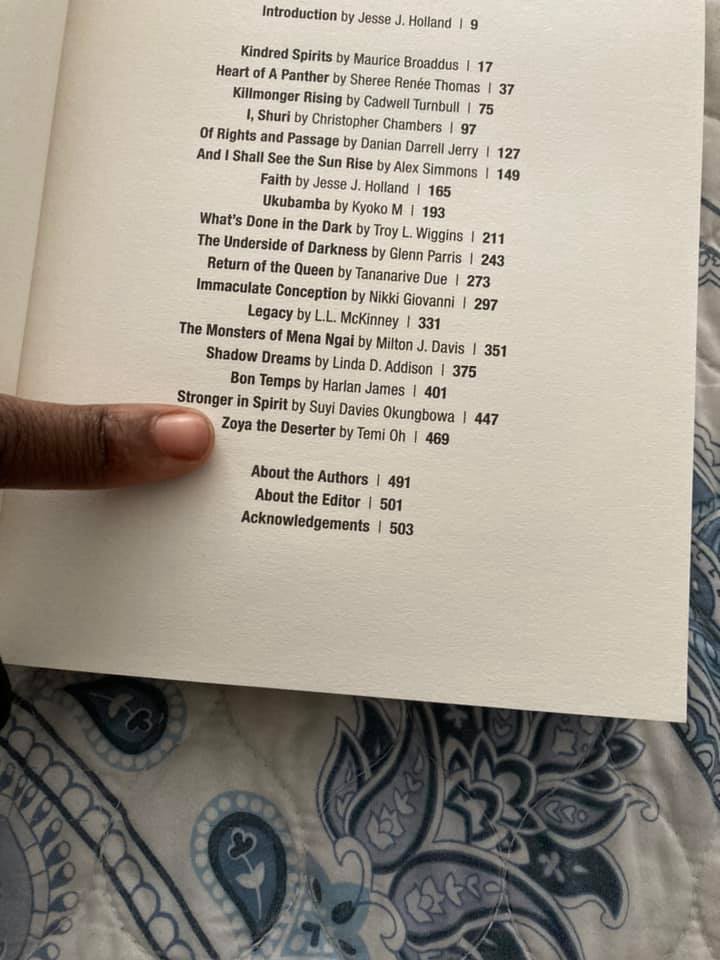 Introduction by Jesse J. Holland | 9
Kindred Spirits by Maurice Broaddus | 17
Heart of A Panther by Sheree Renée Thomas | 37
Killmonger Rising by Cadwell Turnbull | 75
I, Shuri by Christopher Chambers | 97
Of Rights and Passage by Danian Darrell Jerry | 127
And I Shall See the Sun Rise by Alex Simmons | 149
Faith by Jesse J. Holland | 165
Ukubamba by Kyoko M | 193
What's Done in the Dark by Troy L. Wiggins | 211
The Underside of Darkness by Glenn Parris | 243
Return of the Queen by Tananarive Due | 273
Immaculate Conception by Nikki Giovanni | 297
Legacy by L.L. McKinney | 331
The Monsters of Mena Ngai by Milton J. Davis | 351
Shadow Dreams by Linda D. Addison | 375
Bon Temps by Harlan James | 401
Stronger in Spirit by Suyi Davies Okungbowa | 447
Zoya the Deserter by Temi Oh | 469
About the Authors | 491
About the Editor | 501
Acknowledgements | 503